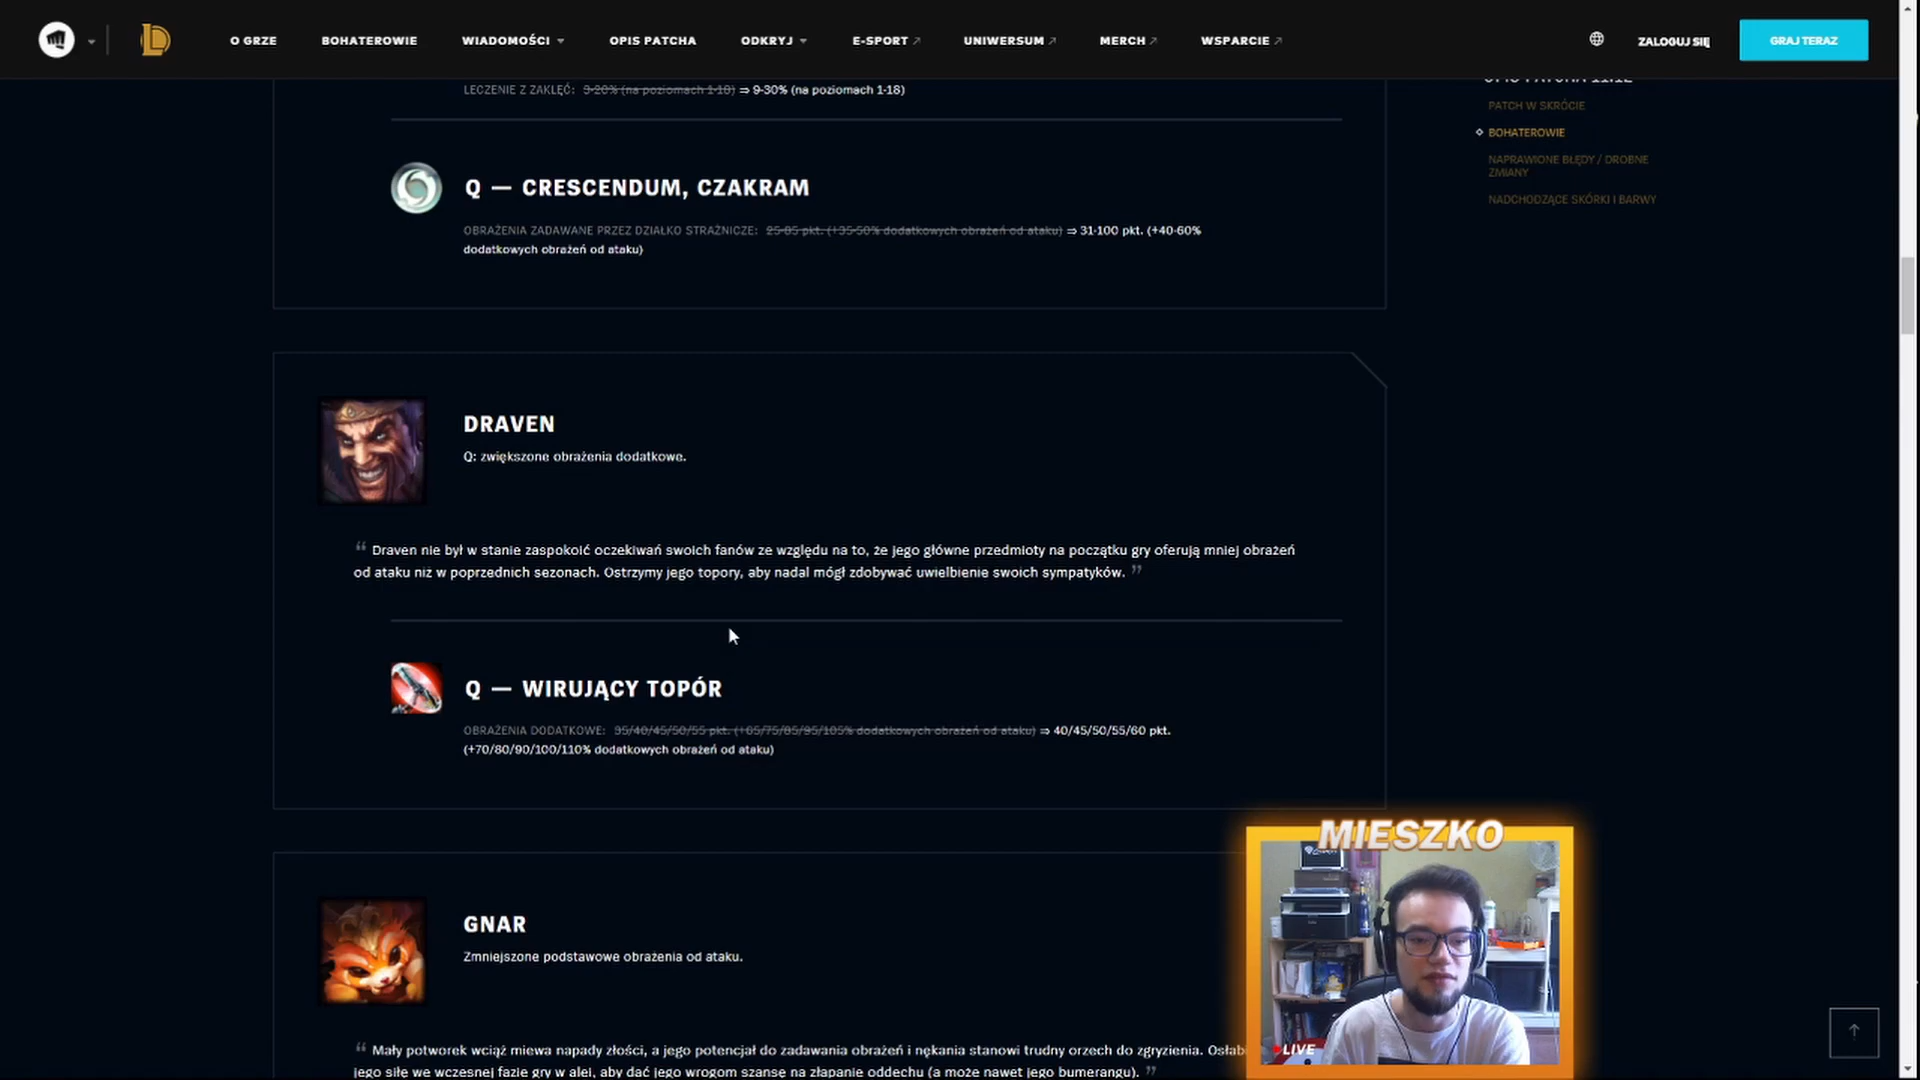 O GRZE
BOHATEROWIE
WIADOMOŚCI
OPIS PATCHA
ODKRYJ
E-SPORT
UNIWERSUM
MERCH
WSPARCIE
ZALOGUJ SIĘ
GRAJ TERAZ
OPIS PATCHA 11.12
PATCH W SKRÓCIE
BOHATEROWIE
NAPRAWIONE BŁĘDY / DROBNE
ZMIANY
NADCHODZĄCE SKÓRKI I BARWY
LECZENIE Z ZAKLĘĆ: 3-20% (na poziomach 1-18) ⇒ 9-30% (na poziomach 1-18)
Q — CRESCENDUM, CZAKRAM
OBRAŻENIA ZADAWANE PRZEZ DZIAŁKO STRAŻNICZE: 25-85 pkt. (+35-50% dodatkowych obrażeń od ataku) ⇒ 31-100 pkt. (+40-60%
dodatkowych obrażeń od ataku)
DRAVEN
Q: zwiększone obrażenia dodatkowe.
“ Draven nie był w stanie zaspokoić oczekiwań swoich fanów ze względu na to, że jego główne przedmioty na początku gry oferują mniej obrażeń
od ataku niż w poprzednich sezonach. Ostrzymy jego topory, aby nadal mógł zdobywać uwielbienie swoich sympatyków. ”
Q — WIRUJĄCY TOPÓR
OBRAŻENIA DODATKOWE: 35/40/45/50/55 pkt. (+65/75/85/95/105% dodatkowych obrażeń od ataku) ⇒ 40/45/50/55/60 pkt.
(+70/80/90/100/110% dodatkowych obrażeń od ataku)
GNAR
Zmniejszone podstawowe obrażenia od ataku.
“ Mały potworek wciąż miewa napady złości, a jego potencjał do zadawania obrażeń i nękania stanowi trudny orzech do zgryzienia.
jego siłę we wczesnej fazie gry w alei, aby dać jego wrogom szansę na złapanie oddechu (a może nawet jego bumerangu). ”
MIESZKO
LIVE